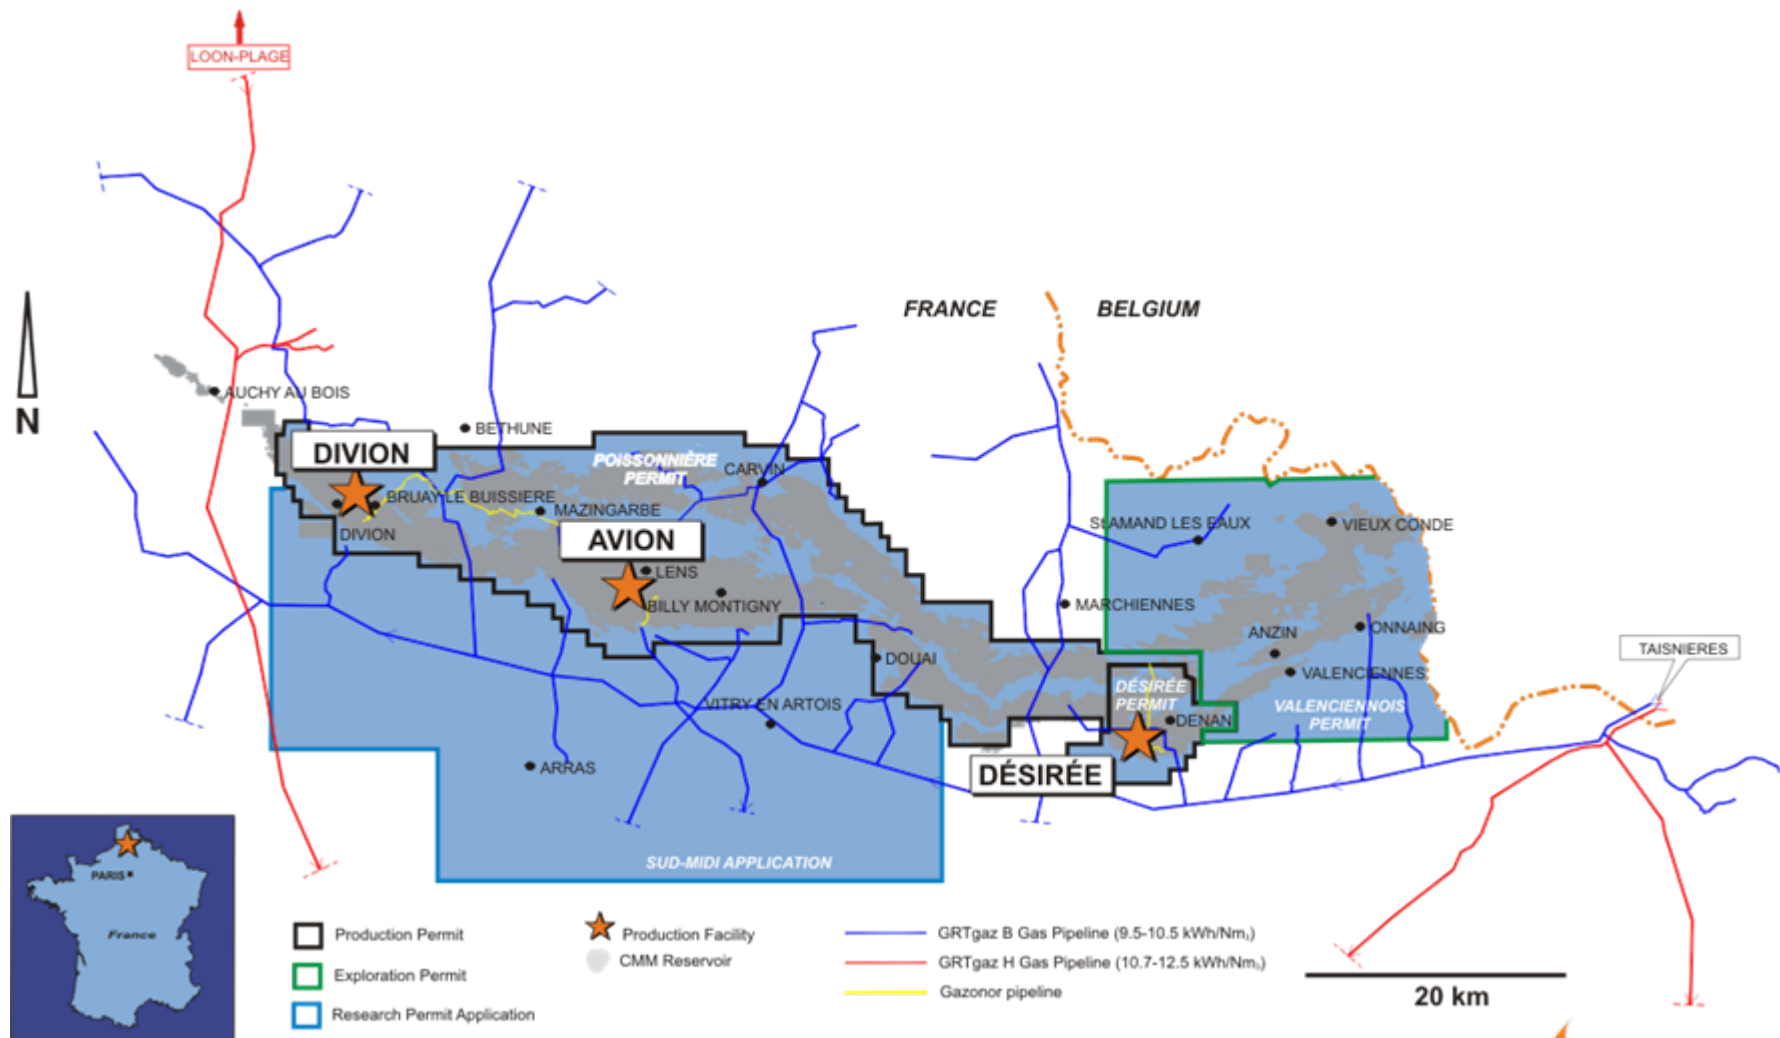 LOON-PLAGE
FRANCE
BELGIUM
N
AUCHY AU BOIS
BETHUNE
DIVION
POISSONNIÈRE
PERMIT
CARVIN
BRUAY LE BUISSIERE
MAZINGARBE
DIVION
AVION
LENS
BILLY MONTIGNY
St AMAND LES EAUX
VIEUX CONDE
MARCHIENNES
ANZIN
ONNAING
DOUAI
VALENCIENNES
TAISNIERES
DÉSIRÉE
PERMIT
VITRY EN ARTOIS
DENAN
VALENCIENNOIS
PERMIT
ARRAS
DÉSIRÉE
SUD-MIDI APPLICATION
PARIS
France
Production Permit
Exploration Permit
Research Permit Application
Production Facility
CMM Reservoir
GRTgaz B Gas Pipeline (9.5-10.5 kWh/Nm₃)
GRTgaz H Gas Pipeline (10.7-12.5 kWh/Nm₃)
Gazonor pipeline
20 km